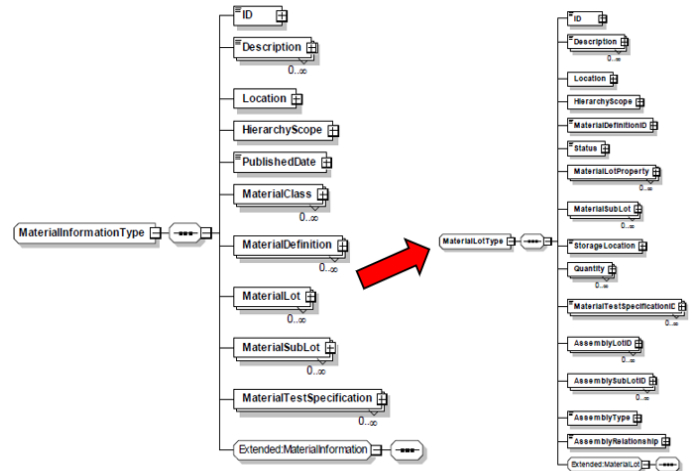 ID
Description
0..∞
Location
HierarchyScope
PublishedDate
MaterialClass
0..∞
MaterialInformationType
MaterialDefinition
0..∞
MaterialLot
0..∞
MaterialSubLot
0..∞
MaterialTestSpecification
0..∞
Extended:MaterialInformation
ID
Description
0..∞
Location
HierarchyScope
MaterialDefinitionID
Status
MaterialLotProperty
0..∞
MaterialSubLot
0..∞
MaterialLotType
StorageLocation
Quantity
0..∞
MaterialTestSpecificationID
0..∞
AssemblyLotID
0..∞
AssemblySubLotID
0..∞
AssemblyType
AssemblyRelationship
Extended:MaterialLot